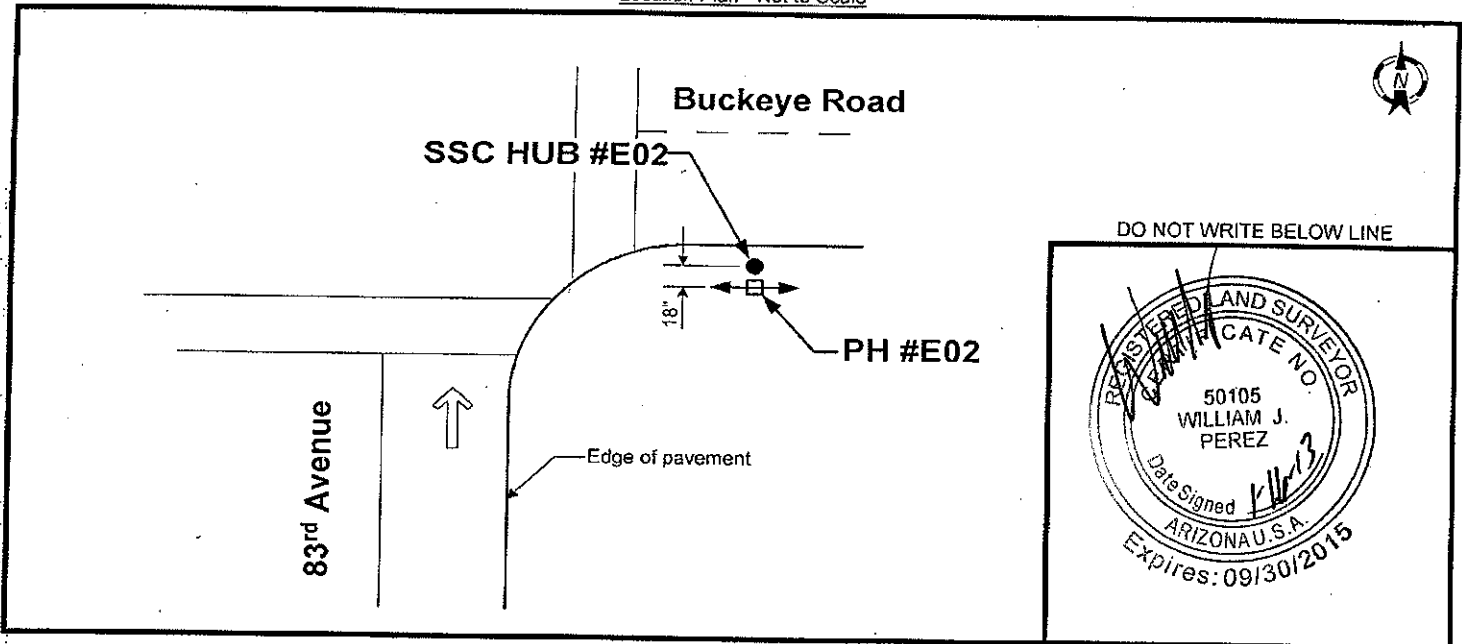 Location Plan - Not to Scale
N
Buckeye Road
SSC HUB #E02
DO NOT WRITE BELOW LINE
18"
PH #E02
83rd Avenue
Edge of pavement
REGISTERED LAND SURVEYOR
CERTIFICATE NO.
50105
WILLIAM J.
PEREZ
Date Signed
ARIZONA U.S.A.
Expires: 09/30/2015